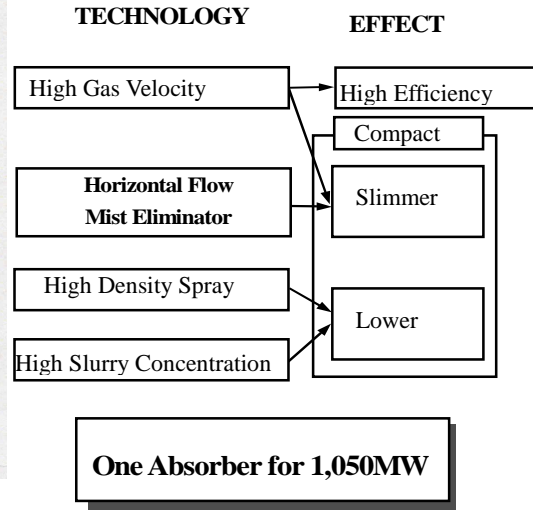 TECHNOLOGY
EFFECT
High Gas Velocity
High Efficiency
Compact
Horizontal Flow
Mist Eliminator
Slimmer
High Density Spray
Lower
High Slurry Concentration
One Absorber for 1,050MW